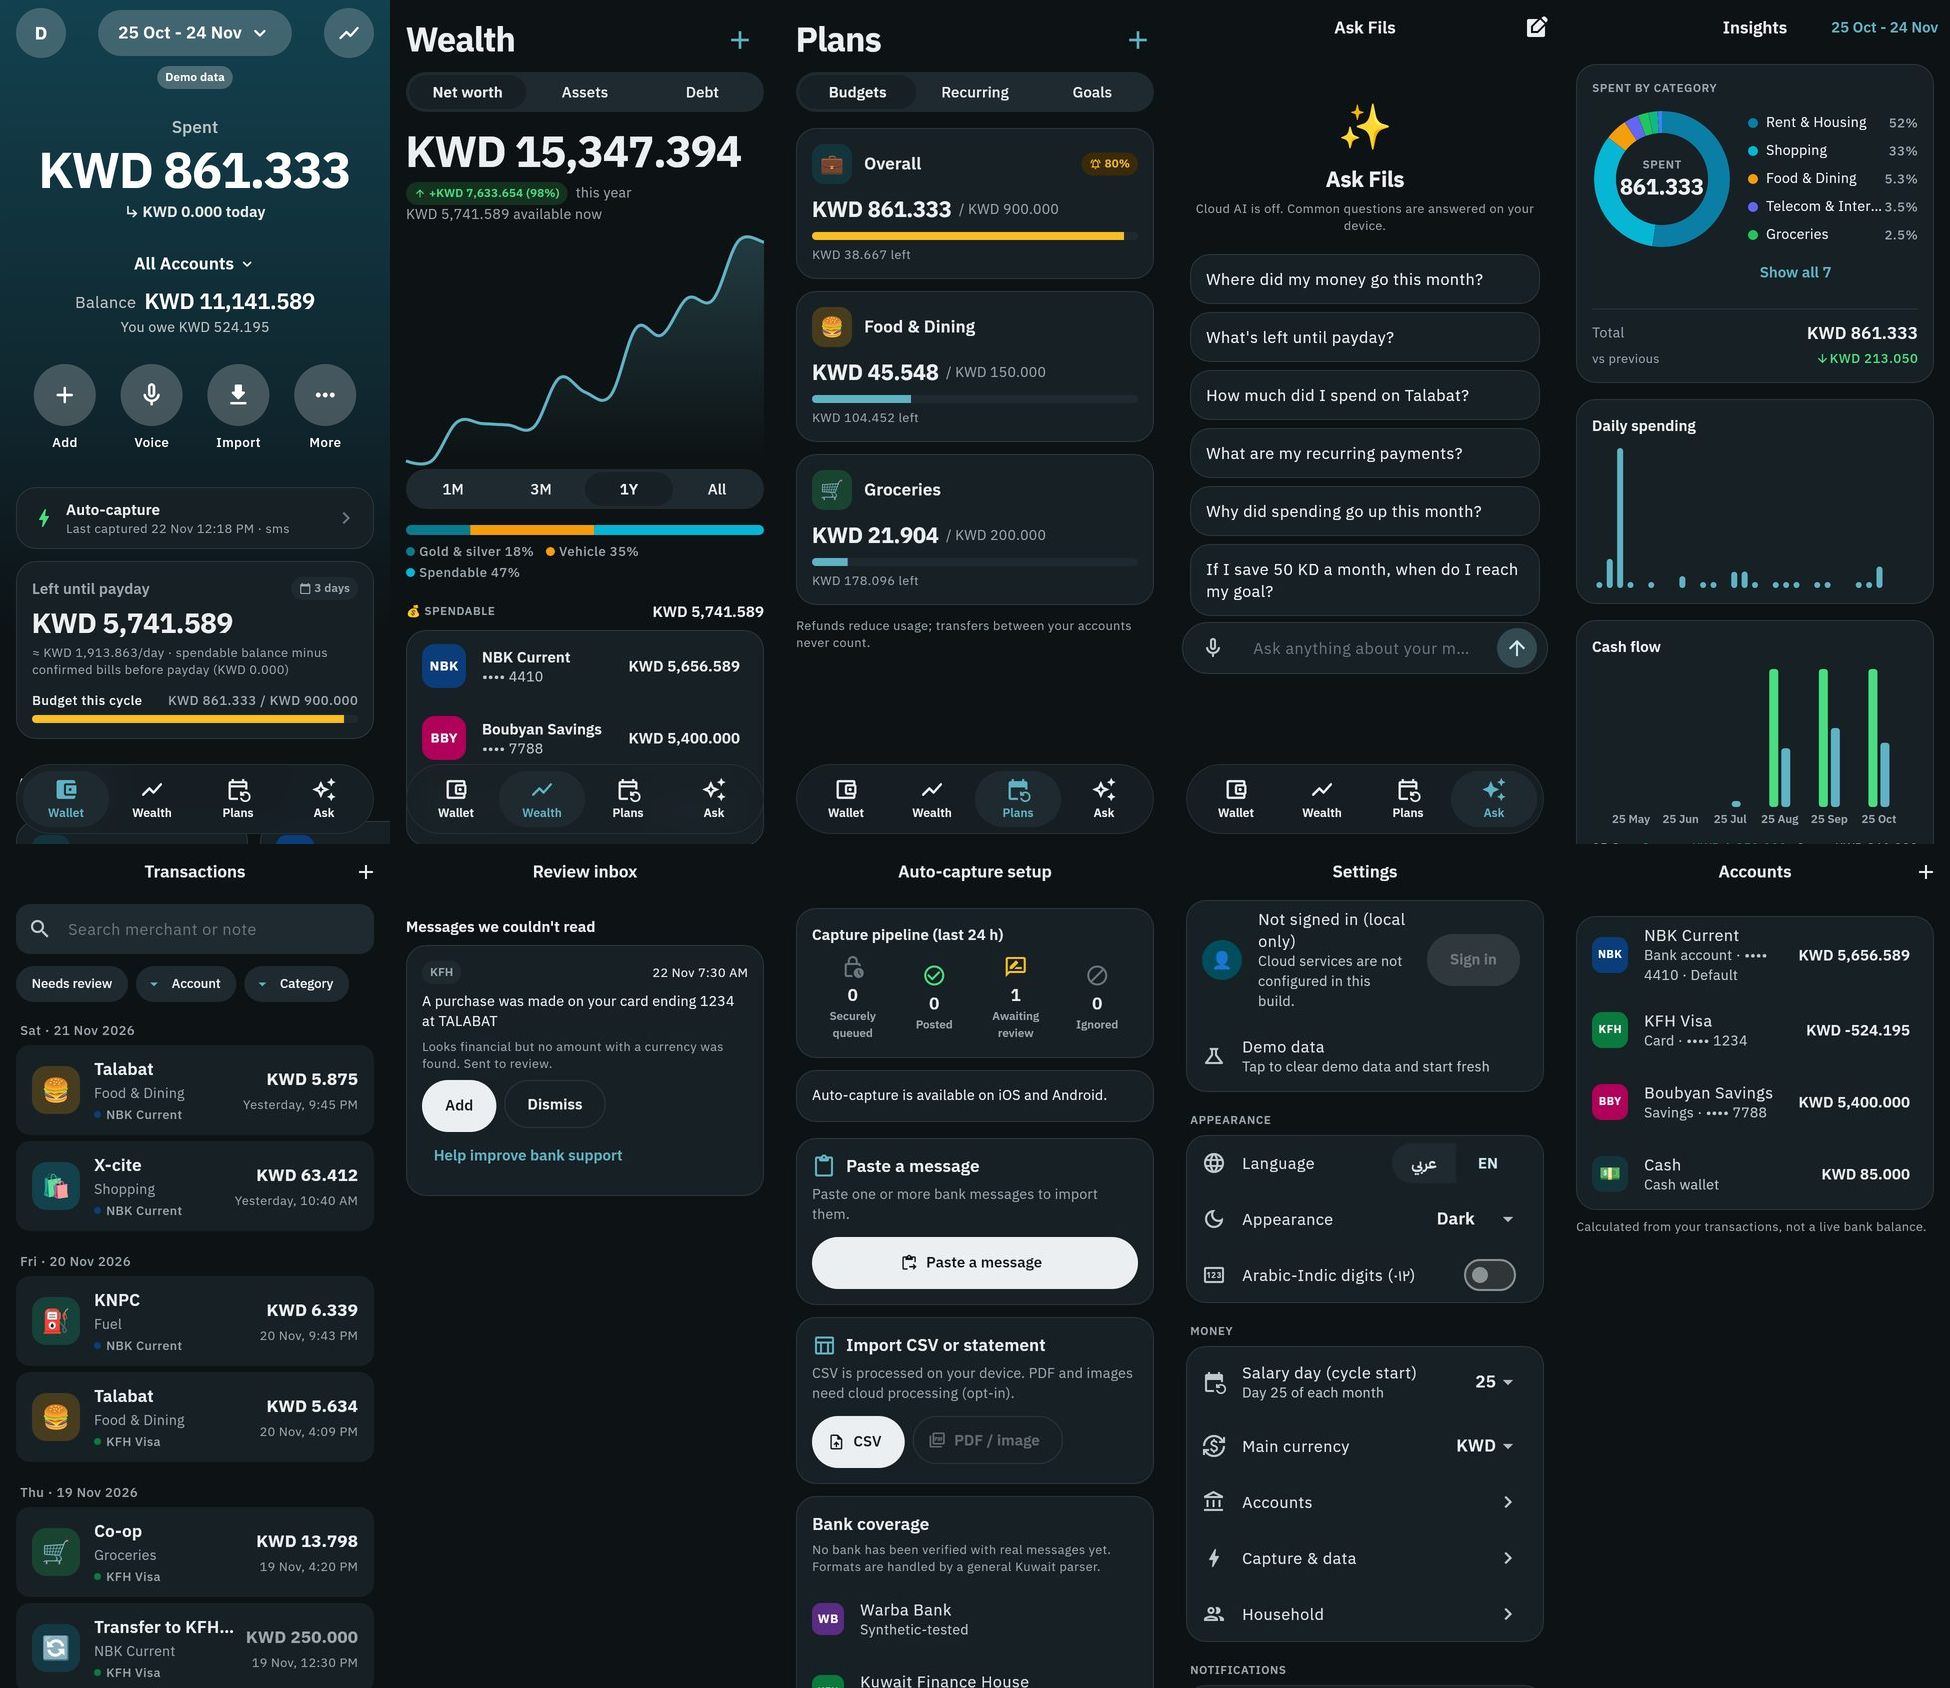 D
25 Oct - 24 Nov
Demo data
Spent
KWD 861.333
↳ KWD 0.000 today
All Accounts
Balance KWD 11,141.589
You owe KWD 524.195
Add
Voice
Import
More
Auto-capture
Last captured 22 Nov 12:18 PM · sms
Left until payday
3 days
KWD 5,741.589
≈ KWD 1,913.863/day · spendable balance minus
confirmed bills before payday (KWD 0.000)
Budget this cycle
KWD 861.333 / KWD 900.000
Wallet
Wealth
Plans
Ask
Wealth
Net worth
Assets
Debt
KWD 15,347.394
↑ +KWD 7,633.654 (98%)
this year
KWD 5,741.589 available now
1M
3M
1Y
All
Gold & silver 18%
Vehicle 35%
Spendable 47%
SPENDABLE
KWD 5,741.589
NBK
NBK Current
•••• 4410
KWD 5,656.589
BBY
Boubyan Savings
•••• 7788
KWD 5,400.000
Wallet
Wealth
Plans
Ask
Plans
Budgets
Recurring
Goals
Overall
80%
KWD 861.333 / KWD 900.000
KWD 38.667 left
Food & Dining
KWD 45.548 / KWD 150.000
KWD 104.452 left
Groceries
KWD 21.904 / KWD 200.000
KWD 178.096 left
Refunds reduce usage; transfers between your accounts
never count.
Wallet
Wealth
Plans
Ask
Ask Fils
Ask Fils
Cloud AI is off. Common questions are answered on your
device.
Where did my money go this month?
What's left until payday?
How much did I spend on Talabat?
What are my recurring payments?
Why did spending go up this month?
If I save 50 KD a month, when do I reach
my goal?
Ask anything about your m...
Wallet
Wealth
Plans
Ask
Insights
25 Oct - 24 Nov
SPENT BY CATEGORY
SPENT
861.333
Rent & Housing 52%
Shopping 33%
Food & Dining 5.3%
Telecom & Inter... 3.5%
Groceries 2.5%
Show all 7
Total
KWD 861.333
vs previous
↓KWD 213.050
Daily spending
Cash flow
25 May
25 Jun
25 Jul
25 Aug
25 Sep
25 Oct
Transactions
Search merchant or note
Needs review
Account
Category
Sat · 21 Nov 2026
Talabat
KWD 5.875
Food & Dining
Yesterday, 9:45 PM
NBK Current
X-cite
KWD 63.412
Shopping
Yesterday, 10:40 AM
NBK Current
Fri · 20 Nov 2026
KNPC
KWD 6.339
Fuel
20 Nov, 9:43 PM
NBK Current
Talabat
KWD 5.634
Food & Dining
20 Nov, 4:09 PM
KFH Visa
Thu · 19 Nov 2026
Co-op
KWD 13.798
Groceries
19 Nov, 4:20 PM
KFH Visa
Transfer to KFH...
KWD 250.000
NBK Current
19 Nov, 12:30 PM
KFH Visa
Review inbox
Messages we couldn't read
KFH
22 Nov 7:30 AM
A purchase was made on your card ending 1234
at TALABAT
Looks financial but no amount with a currency was
found. Sent to review.
Add
Dismiss
Help improve bank support
Auto-capture setup
Capture pipeline (last 24 h)
0
Securely
queued
0
Posted
1
Awaiting
review
0
Ignored
Auto-capture is available on iOS and Android.
Paste a message
Paste one or more bank messages to import
them.
Paste a message
Import CSV or statement
CSV is processed on your device. PDF and images
need cloud processing (opt-in).
CSV
PDF / image
Bank coverage
No bank has been verified with real messages yet.
Formats are handled by a general Kuwait parser.
WB
Warba Bank
Synthetic-tested
Kuwait Finance House
Settings
Not signed in (local
only)
Cloud services are not
configured in this
build.
Sign in
Demo data
Tap to clear demo data and start fresh
APPEARANCE
Language
عربي
EN
Appearance
Dark
123
Arabic-Indic digits (٠١٢)
MONEY
Salary day (cycle start)
Day 25 of each month
25
Main currency
KWD
Accounts
Capture & data
Household
NOTIFICATIONS
Accounts
NBK
NBK Current
Bank account · ••••
4410 · Default
KWD 5,656.589
KFH
KFH Visa
Card · •••• 1234
KWD -524.195
BBY
Boubyan Savings
Savings · •••• 7788
KWD 5,400.000
Cash
Cash wallet
KWD 85.000
Calculated from your transactions, not a live bank balance.